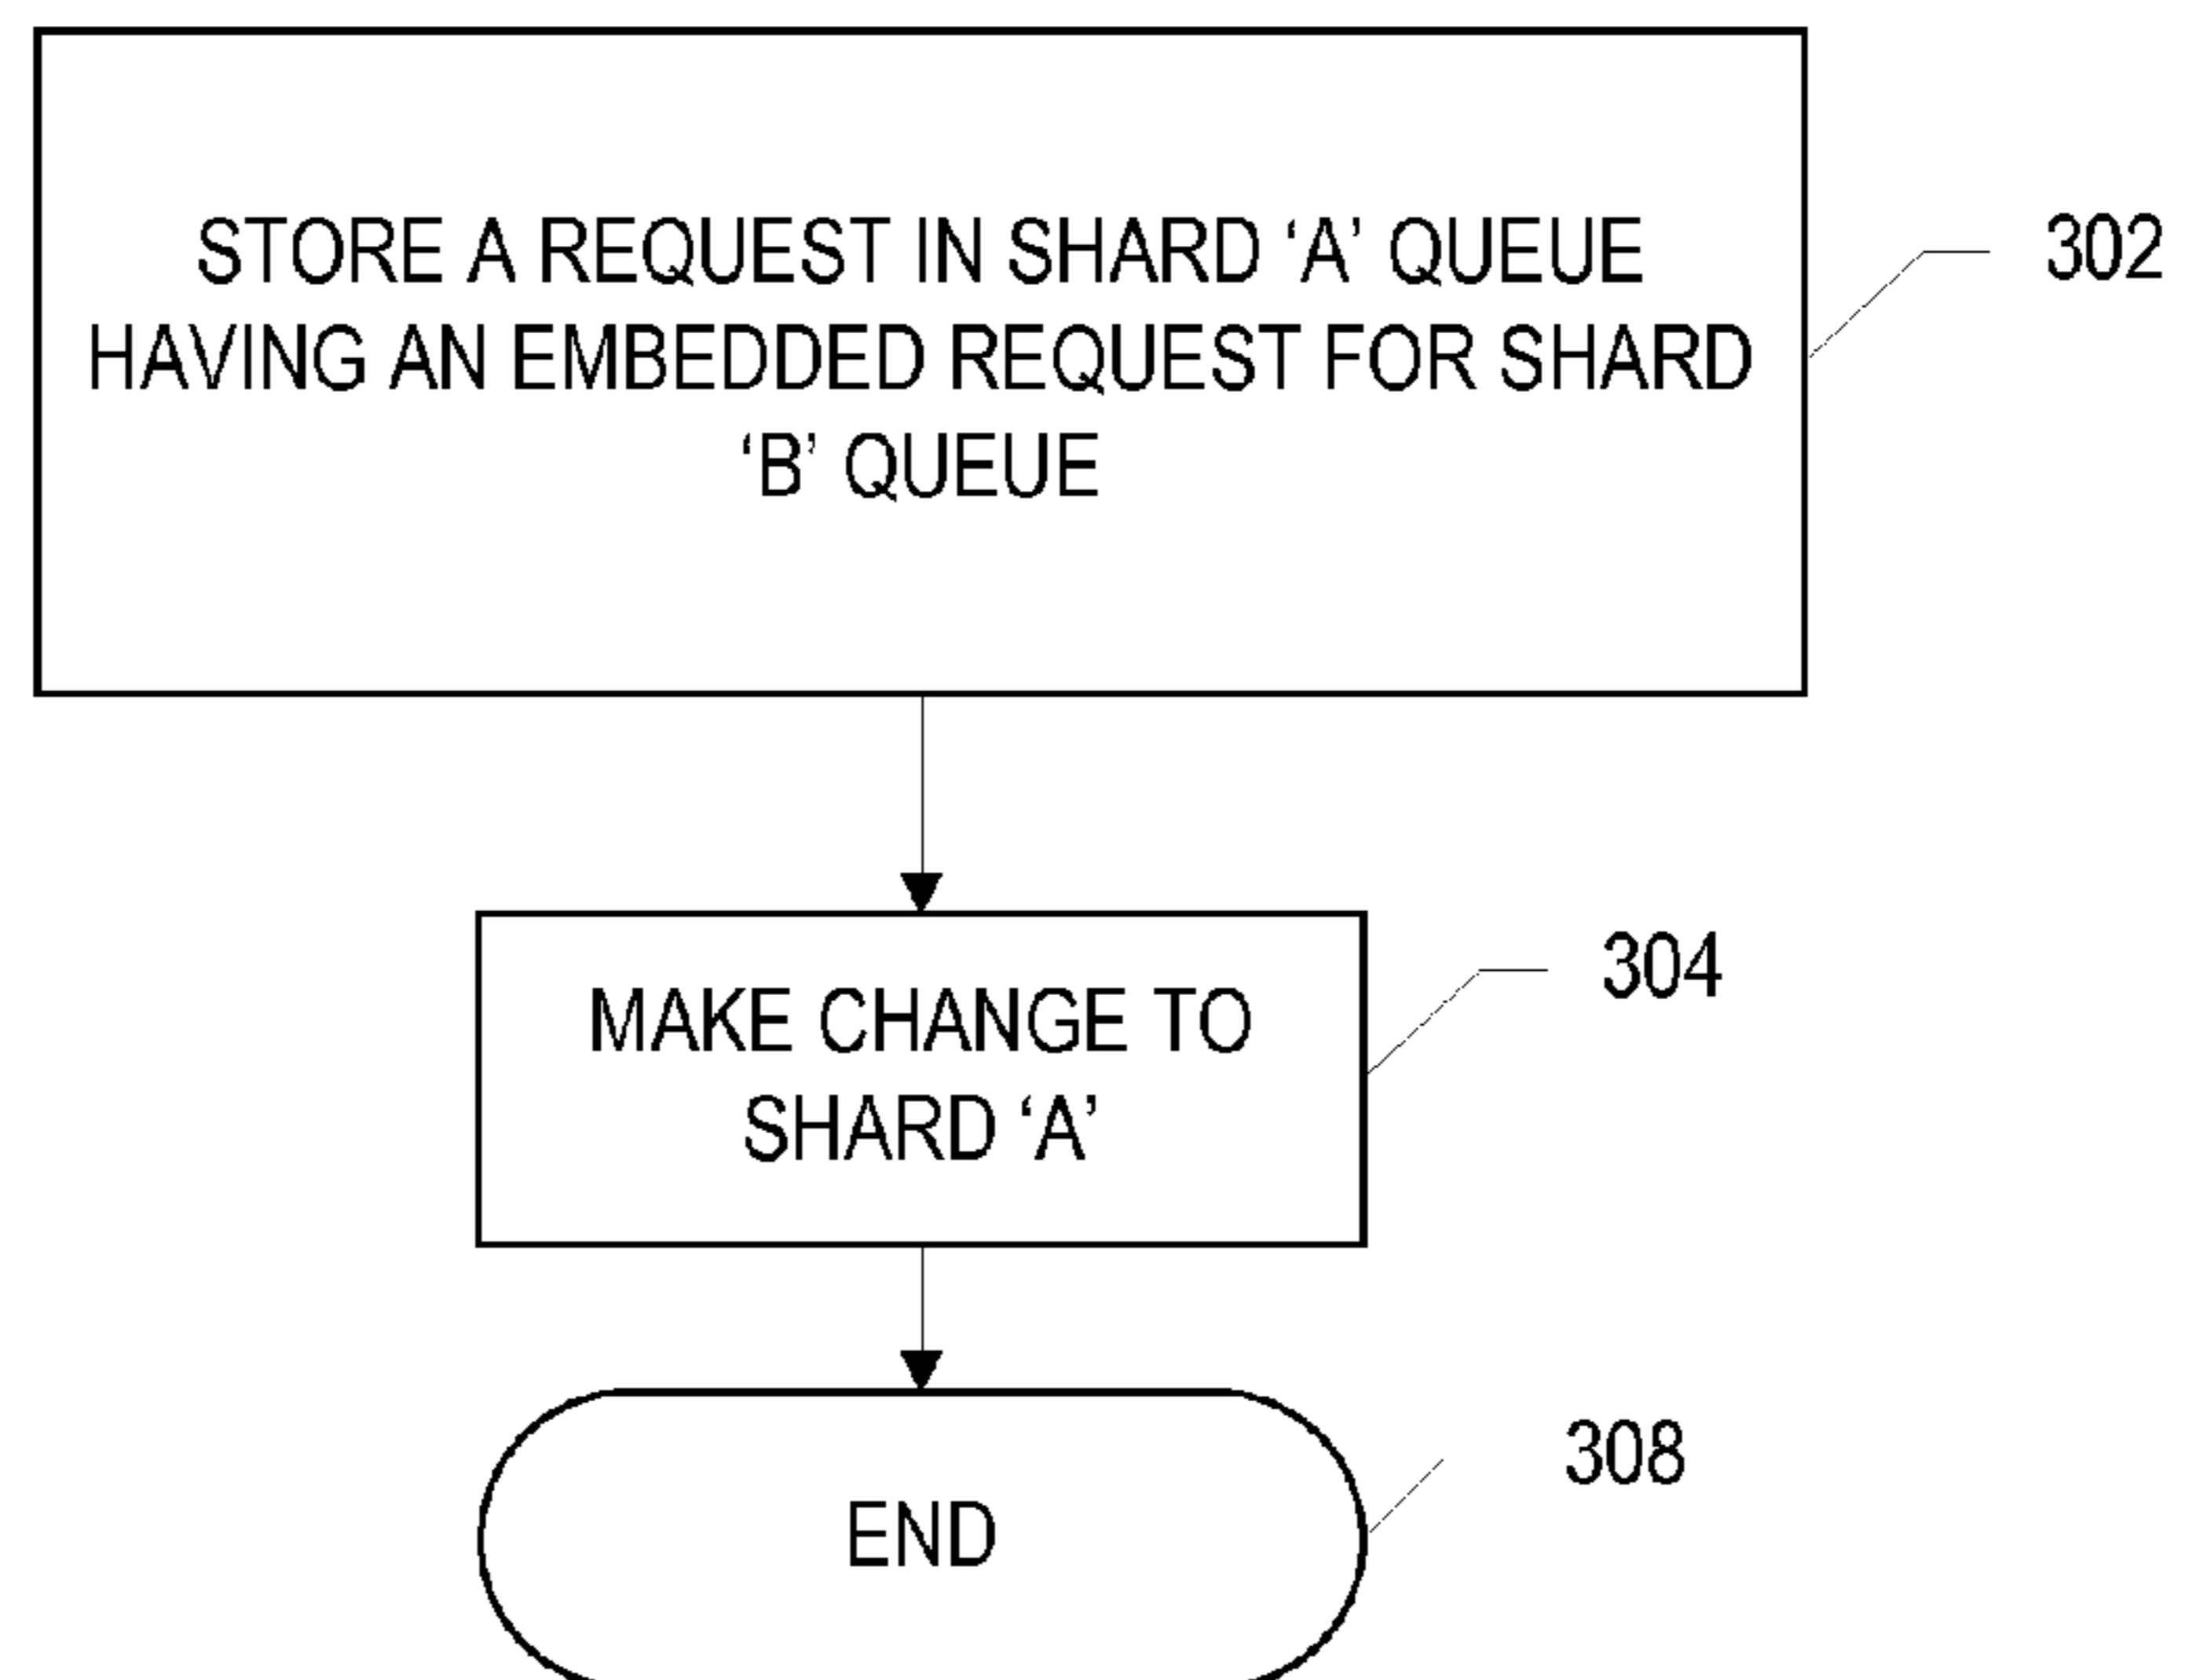 STORE A REQUEST IN SHARD ‘A’ QUEUE
HAVING AN EMBEDDED REQUEST FOR SHARD
‘B’ QUEUE
302
MAKE CHANGE TO
SHARD ‘A’
304
END
308